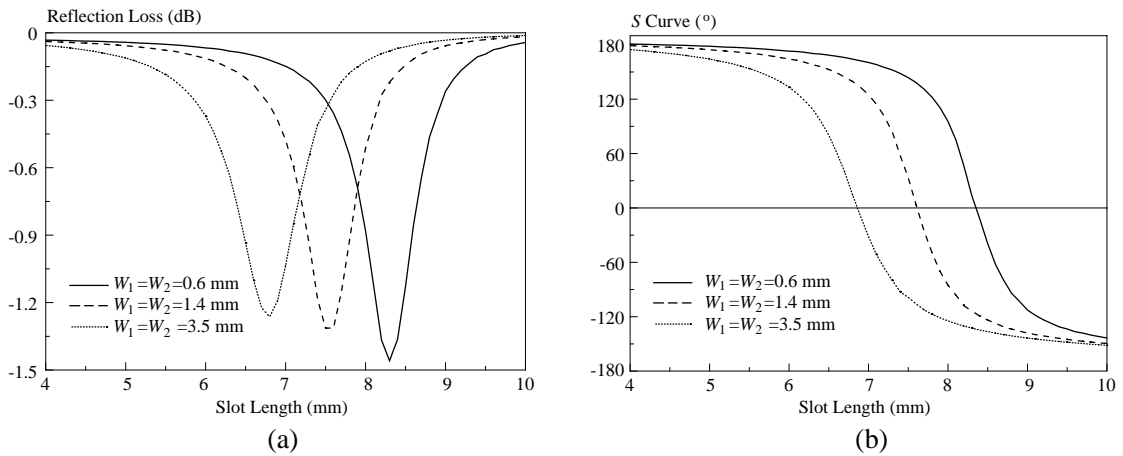 Reflection Loss (dB)
0
-0.3
-0.6
-0.9
-1.2
-1.5
W1=W2=0.6 mm
W1=W2=1.4 mm
W1=W2 =3.5 mm
4 5 6 7 8 9 10
Slot Length (mm)
(a)
S Curve (°)
180
120
60
0
-60
-120
-180
W1=W2=0.6 mm
W1=W2=1.4 mm
W1=W2 =3.5 mm
4 5 6 7 8 9 10
Slot Length (mm)
(b)